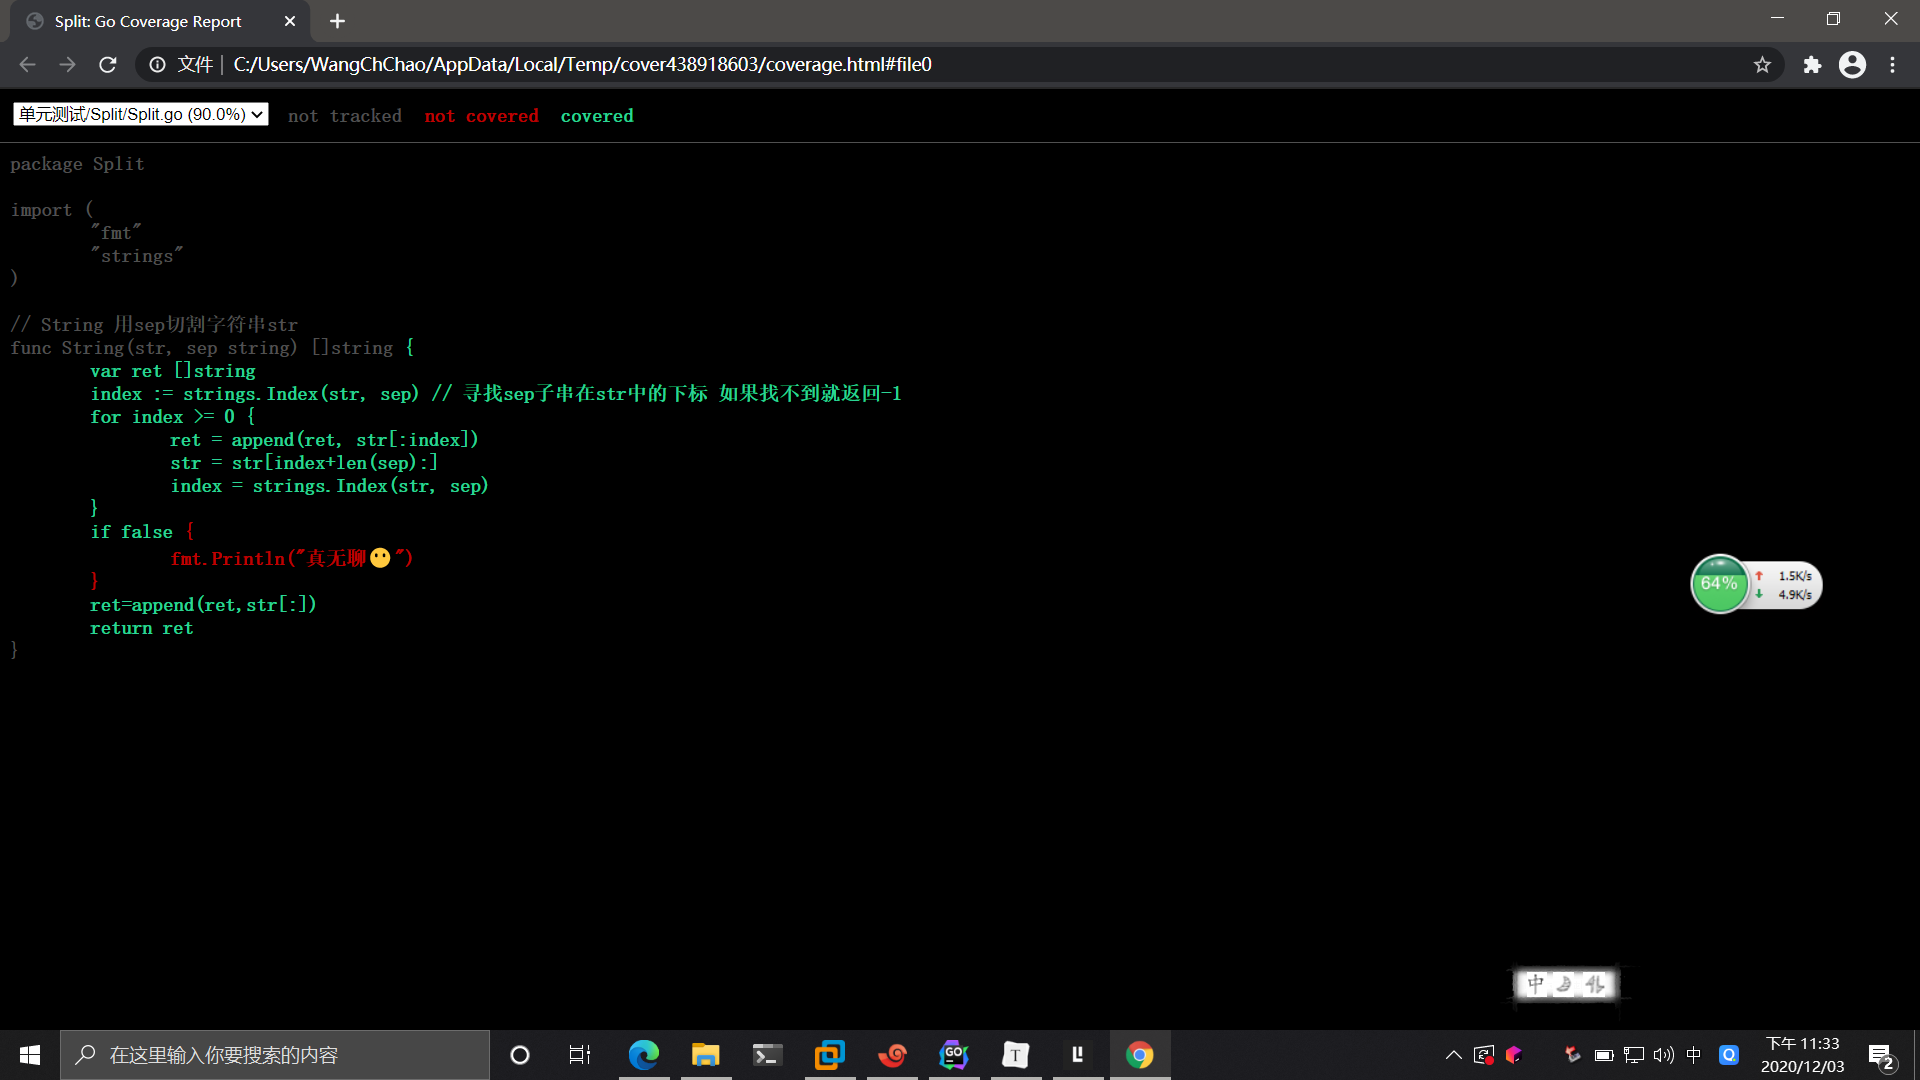 Split: Go Coverage Report
文件 | C:/Users/WangChChao/AppData/Local/Temp/cover438918603/coverage.html#file0
单元测试/Split/Split.go (90.0%) not tracked not covered covered
package Split
import (
"fmt"
"strings"
)
// String 用sep切割字符串str
func String(str, sep string) []string {
var ret []string
index := strings.Index(str, sep) // 寻找sep子串在str中的下标 如果找不到就返回-1
for index >= 0 {
ret = append(ret, str[:index])
str = str[index+len(sep):]
index = strings.Index(str, sep)
}
if false {
fmt.Println("真无聊😶")
}
ret=append(ret,str[:])
return ret
}
64% 1.5K/s
4.9K/s
中
在这里输入你要搜索的内容
GO
T
中
Q
下午 11:33
2020/12/03
2